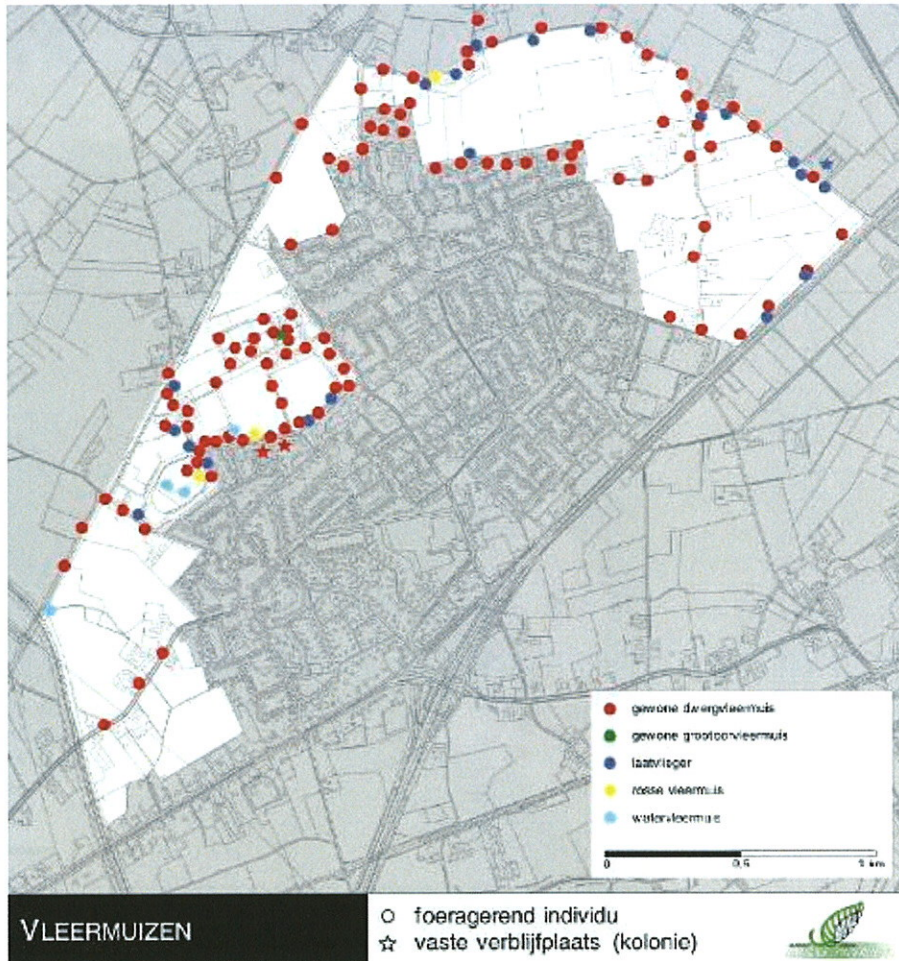 gewone dwergvleermuis
gewone grootoorvleermuis
laatvlieger
rosse vleermuis
watervleermuis
0 0,5 1 km
VLEERMUIZEN
foeragerend individu
vaste verblijfplaats (kolonie)